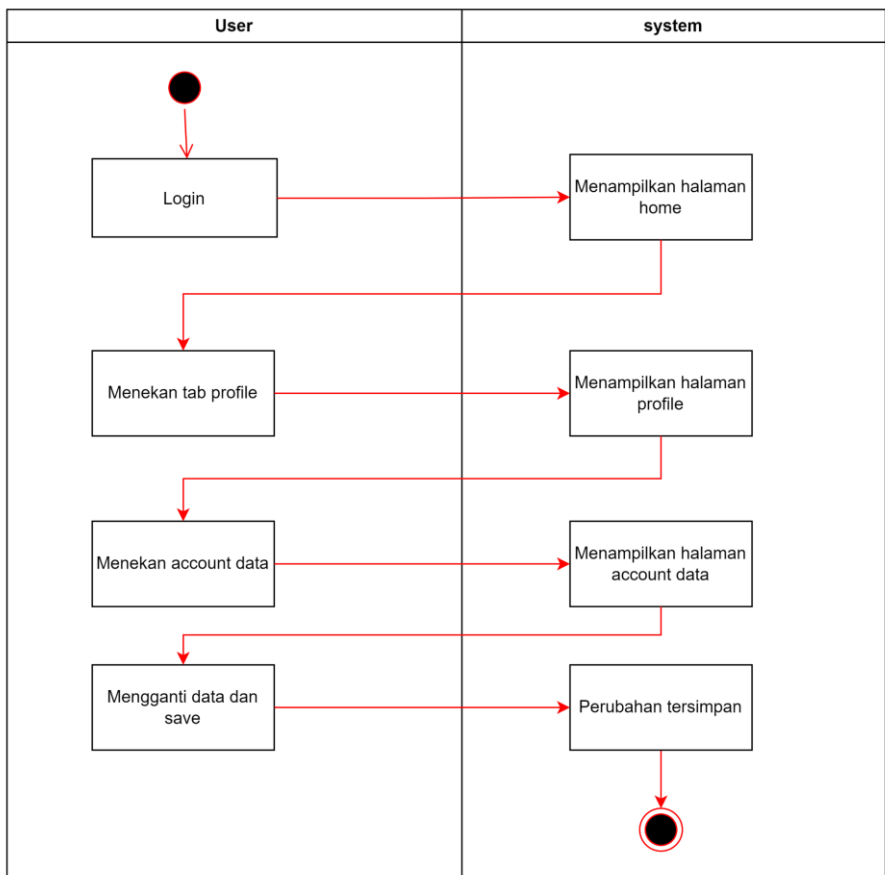 User
system
Login
Menampilkan halaman
home
Menekan tab profile
Menampilkan halaman
profile
Menekan account data
Menampilkan halaman
account data
Mengganti data dan
save
Perubahan tersimpan